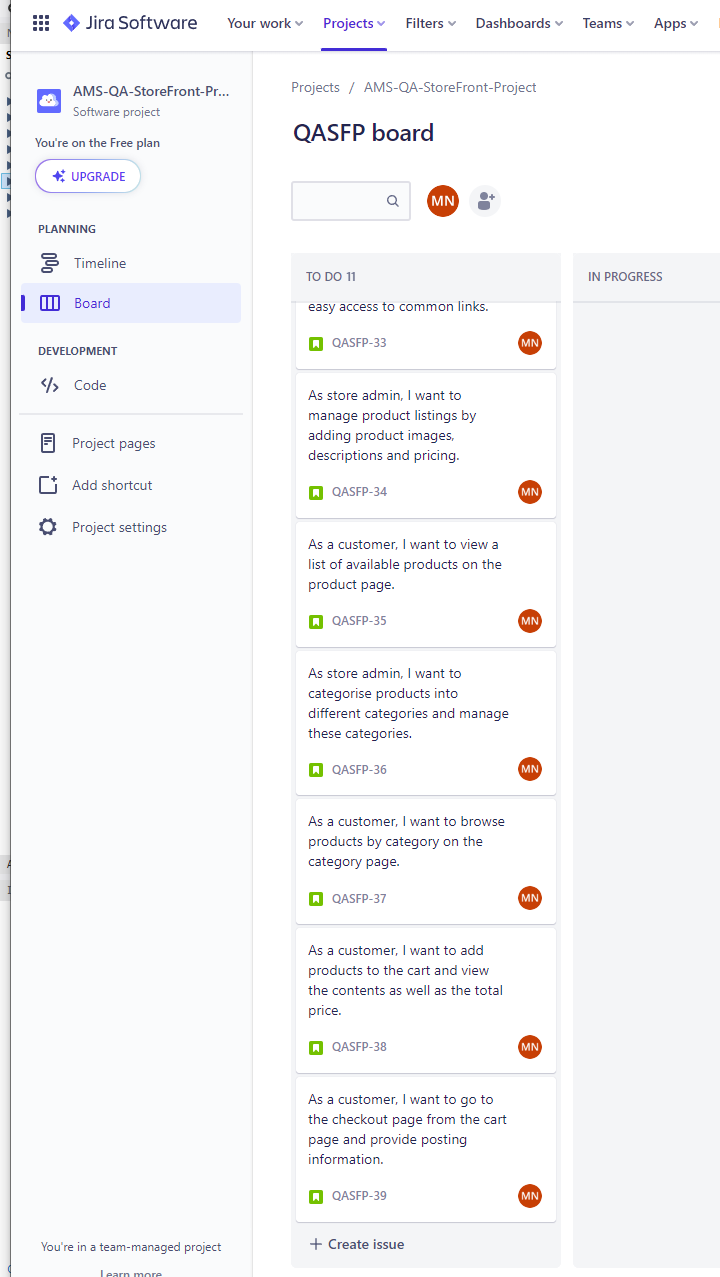 Jira Software
Your work
Projects
Filters
Dashboards
Teams
Apps
AMS-QA-StoreFront-Pr...
Software project
You're on the Free plan
UPGRADE
PLANNING
Timeline
Board
DEVELOPMENT
Code
Project pages
Add shortcut
Project settings
You're in a team-managed project
Learn more
Projects / AMS-QA-StoreFront-Project
QASFP board
MN
TO DO 11
easy access to common links.
QASFP-33
MN
As store admin, I want to
manage product listings by
adding product images,
descriptions and pricing.
QASFP-34
MN
As a customer, I want to view a
list of available products on the
product page.
QASFP-35
MN
As store admin, I want to
categorise products into
different categories and manage
these categories.
QASFP-36
MN
As a customer, I want to browse
products by category on the
category page.
QASFP-37
MN
As a customer, I want to add
products to the cart and view
the contents as well as the total
price.
QASFP-38
MN
As a customer, I want to go to
the checkout page from the cart
page and provide posting
information.
QASFP-39
MN
+ Create issue
IN PROGRESS